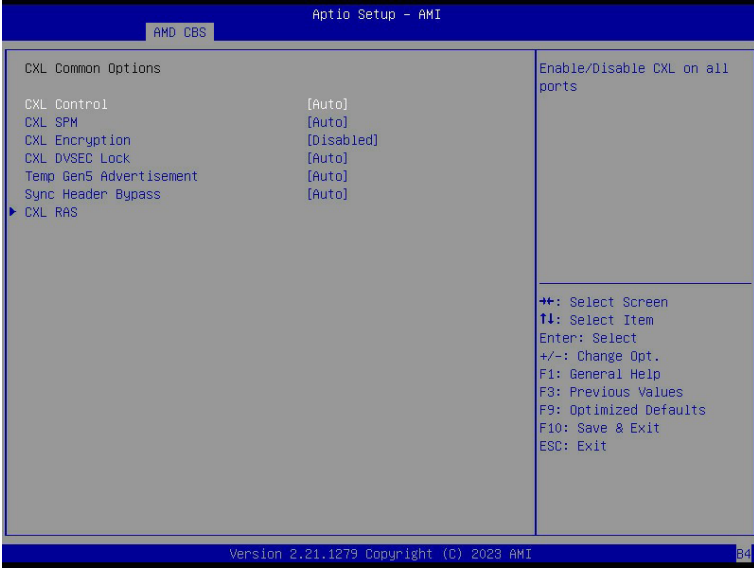 Aptio Setup – AMI
AMD CBS
CXL Common Options
CXL Control [Auto]
CXL SPM [Auto]
CXL Encryption [Disabled]
CXL DVSEC Lock [Auto]
Temp Gen5 Advertisement [Auto]
Sync Header Bypass [Auto]
CXL RAS
Enable/Disable CXL on all
ports
→←: Select Screen
↑↓: Select Item
Enter: Select
+/-: Change Opt.
F1: General Help
F3: Previous Values
F9: Optimized Defaults
F10: Save & Exit
ESC: Exit
Version 2.21.1279 Copyright (C) 2023 AMI
B4